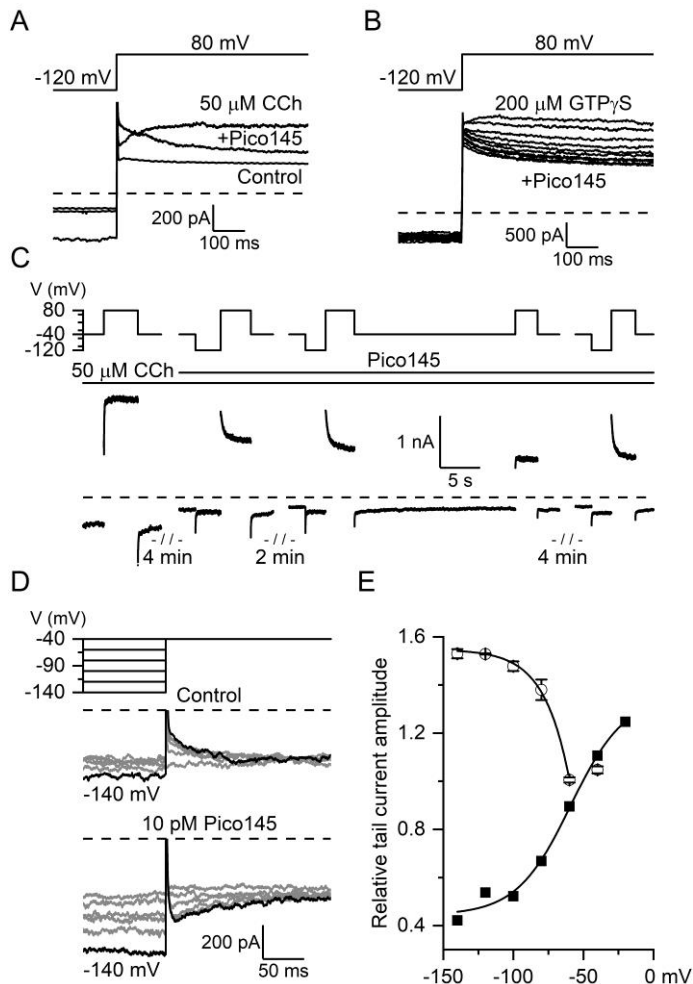 A
80 mV
-120 mV
50 µM CCh
+Pico145
Control
200 pA
100 ms
B
80 mV
-120 mV
200 µM GTPγS
+Pico145
500 pA
100 ms
C
V (mV)
80
-40
-120
Pico145
50 µM CCh
1 nA
5 s
- // -
4 min
- // -
2 min
- // -
4 min
D
V (mV)
-40
-90
-140
Control
-140 mV
10 pM Pico145
-140 mV
200 pA
50 ms
E
Relative tail current amplitude
1.6
1.2
0.8
0.4
-150
-100
-50
0 mV